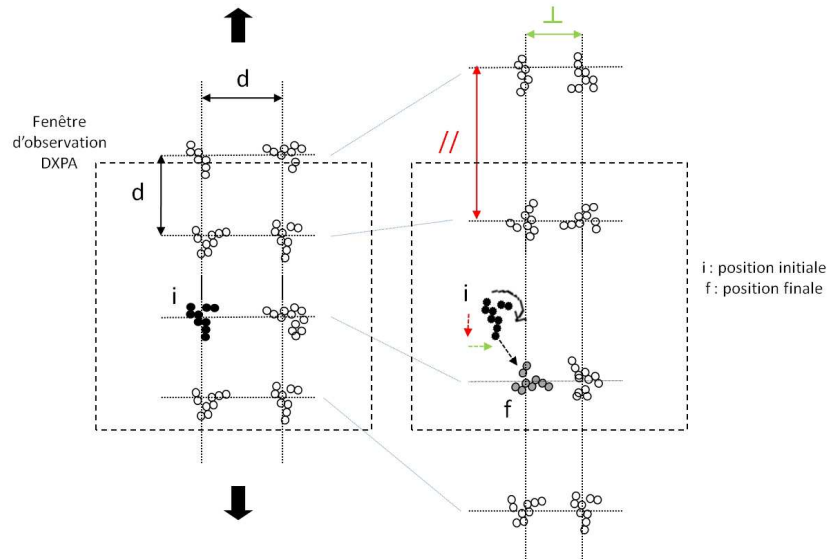 ⊥
d
Fenêtre
d'observation
DXPA
//
d
i
i
i : position initiale
f : position finale
f